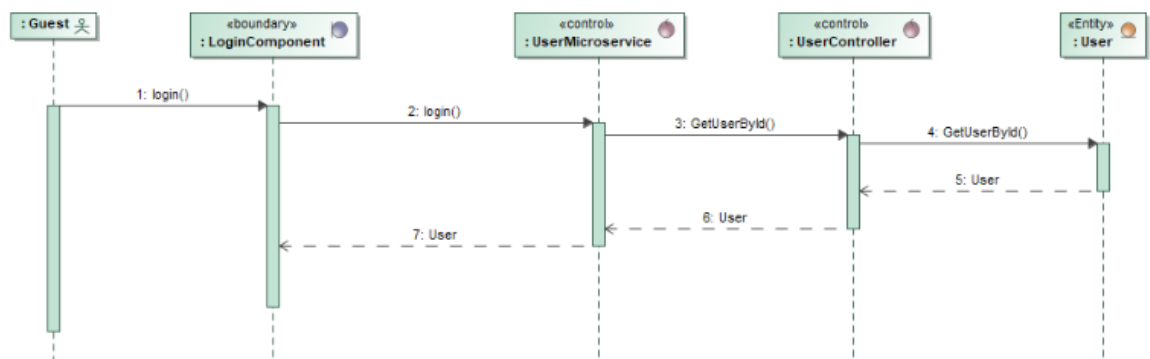 : Guest
«boundary»
: LoginComponent
«control»
: UserMicroservice
«control»
: UserController
«Entity»
: User
1: login()
2: login()
3: GetUserById()
4: GetUserById()
5: User
6: User
7: User